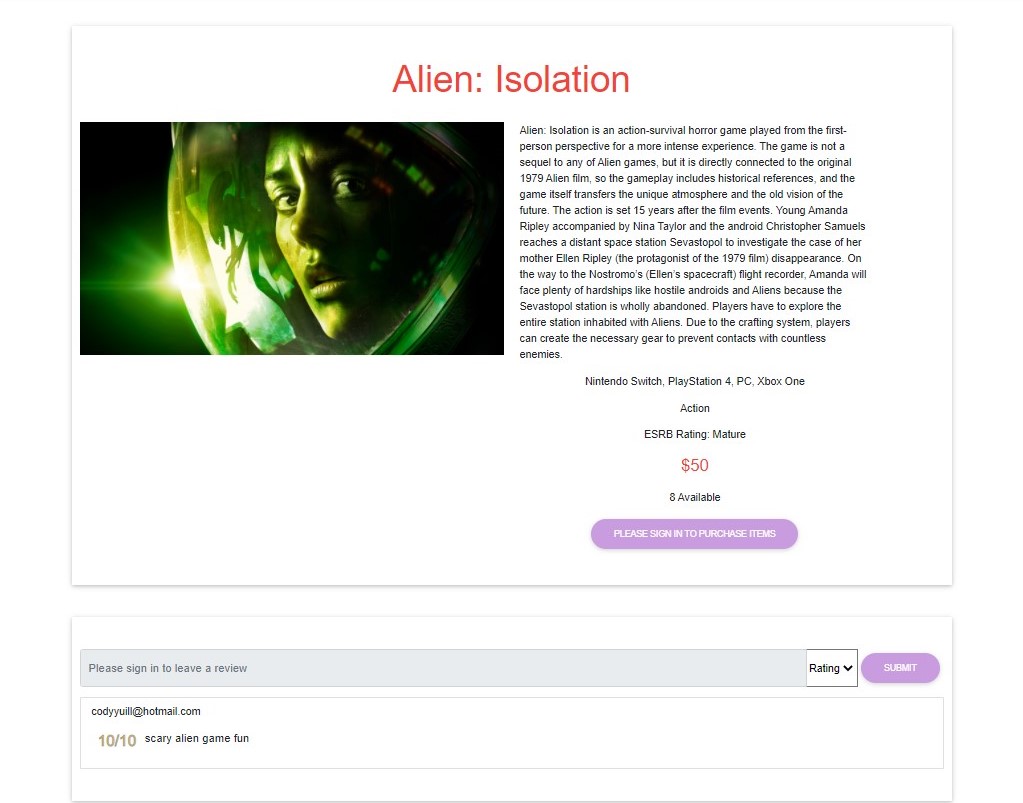 Alien: Isolation
Alien: Isolation is an action-survival horror game played from the first-
person perspective for a more intense experience. The game is not a
sequel to any of Alien games, but it is directly connected to the original
1979 Alien film, so the gameplay includes historical references, and the
game itself transfers the unique atmosphere and the old vision of the
future. The action is set 15 years after the film events. Young Amanda
Ripley accompanied by Nina Taylor and the android Christopher Samuels
reaches a distant space station Sevastopol to investigate the case of her
mother Ellen Ripley (the protagonist of the 1979 film) disappearance. On
the way to the Nostromo's (Ellen's spacecraft) flight recorder, Amanda will
face plenty of hardships like hostile androids and Aliens because the
Sevastopol station is wholly abandoned. Players have to explore the
entire station inhabited with Aliens. Due to the crafting system, players
can create the necessary gear to prevent contacts with countless
enemies.
Nintendo Switch, PlayStation 4, PC, Xbox One
Action
ESRB Rating: Mature
$50
8 Available
PLEASE SIGN IN TO PURCHASE ITEMS
Please sign in to leave a review
Rating
SUBMIT
codyyuill@hotmail.com
10/10 scary alien game fun